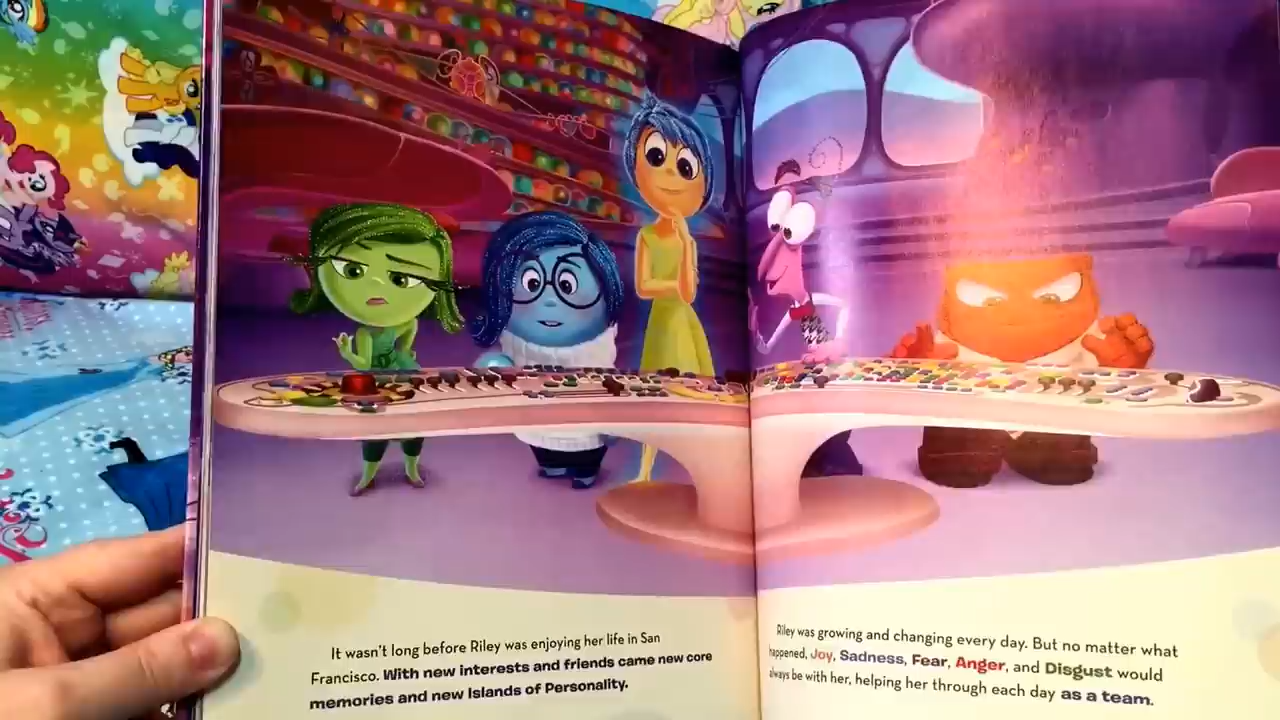 It wasn't long before Riley was enjoying her life in San
Francisco. With new interests and friends came new core
memories and new Islands of Personality.
Riley was growing and changing every day. But no matter what
happened, Joy, Sadness, Fear, Anger, and Disgust would
always be with her, helping her through each day as a team.